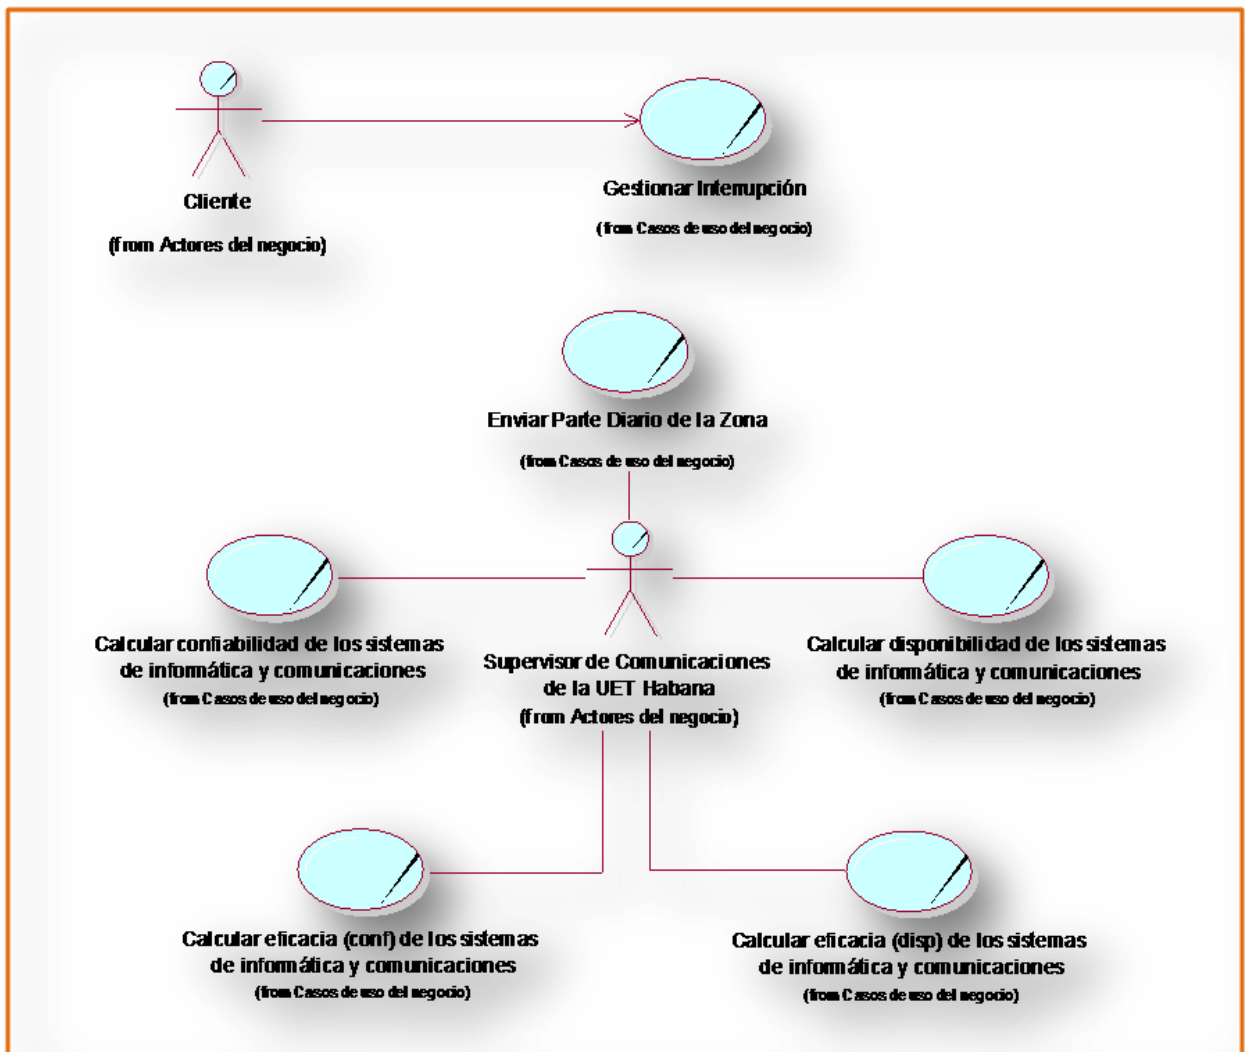 Cliente
(from Actores del negocio)
Gestionar Interrupción
(from Casos de uso del negocio)
Enviar Parte Diario de la Zona
(from Casos de uso del negocio)
Calcular confiabilidad de los sistemas
de informática y comunicaciones
(from Casos de uso del negocio)
Supervisor de Comunicaciones
de la UET Habana
(from Actores del negocio)
Calcular disponibilidad de los sistemas
de informática y comunicaciones
(from Casos de uso del negocio)
Calcular eficacia (conf) de los sistemas
de informática y comunicaciones
(from Casos de uso del negocio)
Calcular eficacia (disp) de los sistemas
de informática y comunicaciones
(from Casos de uso del negocio)